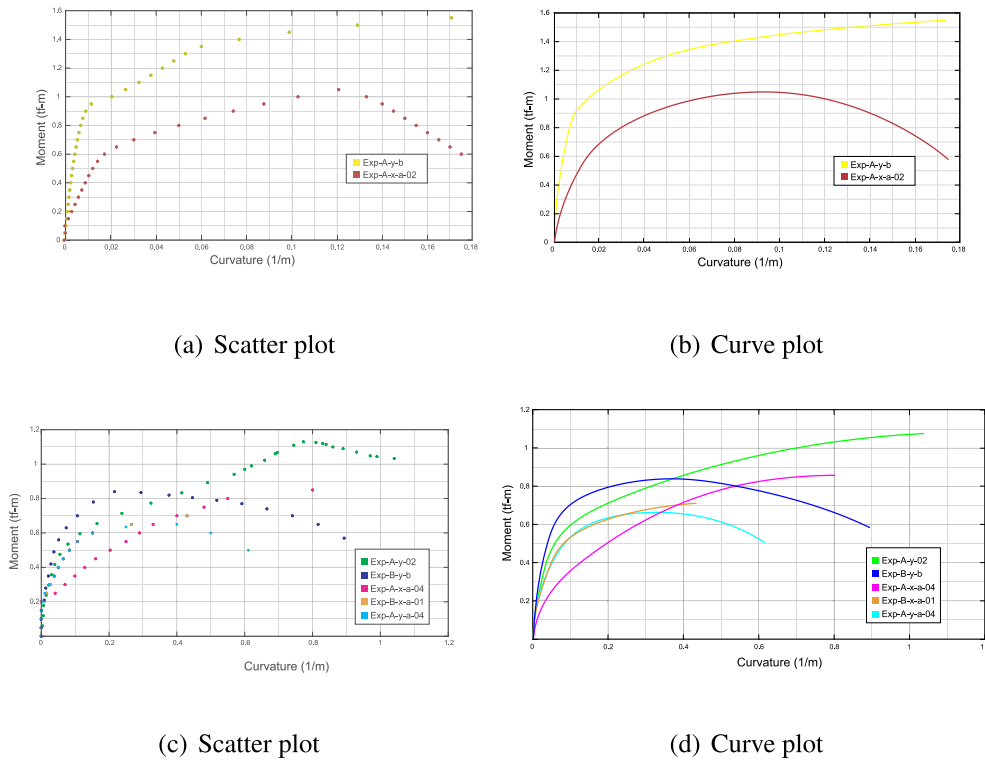 1.6
1.4
1.2
1
0.8
0.6
0.4
0.2
0
Moment (tf-m)
0.02
0.04
0.06
0.08
0.1
0.12
0.14
0.16
0.18
Curvature (1/m)
Exp-A-y-b
Exp-A-x-a-02
(a) Scatter plot
1.6
1.4
1.2
1
0.8
0.6
0.4
0.2
0
Moment (tf-m)
0.
0.02
0.04
0.06
0.08
0.1
0.12
0.14
0.16
0.18
Curvature (1/m)
Exp-A-y-b
Exp-A-x-a-02
(b) Curve plot
1.2
1
0.8
0.6
0.4
0.2
0
Moment (tf-m)
0
0.2
0.4
0.6
0.8
1
1.2
Curvature (1/m)
Exp-A-y-02
Exp-B-y-b
Exp-A-x-a-04
Exp-B-x-a-01
Exp-A-y-a-04
(c) Scatter plot
1.2
1
0.8
0.6
0.4
0.2
Moment (tf-m)
0
0.2
0.4
0.6
0.8
1
1
Curvature (1/m)
Exp-A-y-02
Exp-B-y-b
Exp-A-x-a-04
Exp-B-x-a-01
Exp-A-y-a-04
(d) Curve plot